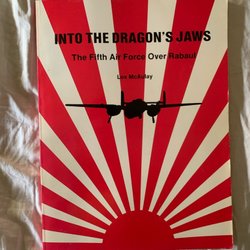 INTO THE DRAGON'S JAWS
The Fifth Air Force Over Rabaul
Lex McAulay